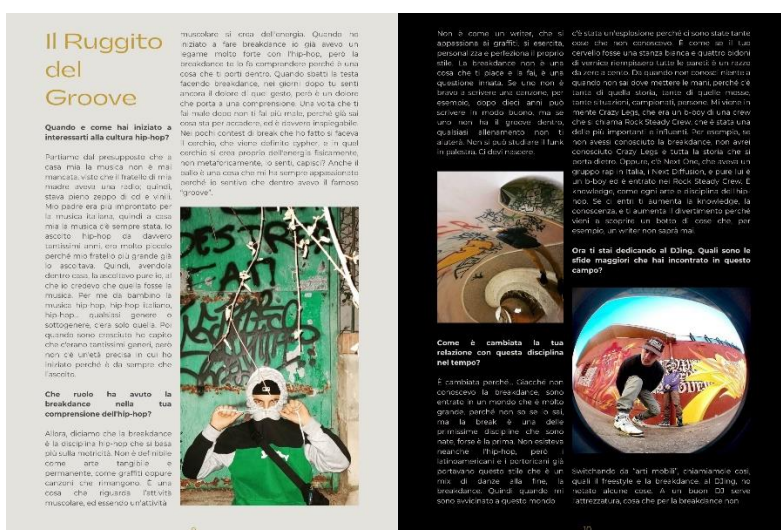 Il Ruggito
del
Groove
Quando e come hai iniziato a
interessarti alla cultura hip-hop?
Partiamo dal presupposto che a
casa mia la musica non è mai
mancata, visto che il fratello di mia
madre aveva una radio; quindi,
stava pieno zeppo di cd e vinili.
Mio padre era più improntato per
la musica italiana, quindi a casa
mia la musica c'è sempre stata. Io
ascolto hip-hop da davvero
tantissimi anni, ero molto piccolo
perché mio fratello più grande già
lo ascoltava. Quindi, avendola
dentro casa, la ascoltavo pure io, al
che io credevo che quella fosse la
musica. Per me da bambino la
musica hip-hop, hip-hop italiano,
hip-hop... qualsiasi genere o
sottogenere, c'era solo quella. Poi
quando sono cresciuto ho capito
che c'erano tantissimi generi, però
non c'è un'età precisa in cui ho
iniziato perché è da sempre che
l'ascolto.
Che ruolo ha avuto la
breakdance nella tua
comprensione dell'hip-hop?
Allora, diciamo che la breakdance
è la disciplina hip-hop che si basa
più sulla motricità. Non è definibile
come arte tangibile e
permanente, come graffiti oppure
canzoni che rimangono. È una
cosa che riguarda l'attività
muscolare, ed essendo un'attività
muscolare si crea dell'energia. Quando ho
iniziato a fare breakdance io già avevo un
legame molto forte con l'hip-hop, però la
breakdance te lo fa comprendere perché è una
cosa che ti porti dentro. Quando sbatti la testa
facendo breakdance, nei giorni dopo tu senti
ancora il dolore di quel gesto, però è un dolore
che porta a una comprensione. Una volta che ti
fai male dopo non ti fai più male, perché già sai
cosa sta per accadere, ed è davvero inspiegabile.
Nei pochi contest di break che ho fatto si faceva
il cerchio, che viene definito cypher, e in quel
cerchio si crea proprio dell'energia fisicamente,
non metaforicamente, lo senti, capisci? Anche il
ballo è una cosa che mi ha sempre appassionato
perché io sentivo che dentro avevo il famoso
"groove".
9
Non è come un writer, che si
appassiona ai graffiti, si esercita,
personalizza e perfeziona il proprio
stile. La breakdance non è una
cosa che ti piace e la fai, è una
questione innata. Se uno non è
bravo a scrivere una canzone, per
esempio, dopo dieci anni può
scrivere in modo buono, ma se
uno non ha il groove dentro,
qualsiasi allenamento non ti
aiuterà. Non si può studiare il funk
in palestra. Ci devi nascere.
Come è cambiata la tua
relazione con questa disciplina
nel tempo?
È cambiata perché... Giacché non
conoscevo la breakdance, sono
entrato in un mondo che è molto
grande, perché non so se lo sai,
ma la break è una delle
primissime discipline che sono
nate, forse è la prima. Non esisteva
neanche l'hip-hop, però i
latinoamericani e i portoricani già
portavano questo stile che è un
mix di danze alla fine, la
breakdance. Quindi quando mi
sono avvicinato a questo mondo
c'è stata un'esplosione perché ci sono state tante
cose che non conoscevo. È come se il tuo
cervello fosse una stanza bianca e quattro bidoni
di vernice riempissero tutte le pareti: è un razzo
da zero a cento. Da quando non conosci niente a
quando non sai dove mettere le mani, perché c'è
tanta di quella storia, tante di quelle mosse,
tante situazioni, campionati, persone. Mi viene in
mente Crazy Legs, che era un b-boy di una crew
che si chiama Rock Steady Crew, che è stata una
delle più importanti e influenti. Per esempio, se
non avessi conosciuto la breakdance, non avrei
conosciuto Crazy Legs e tutta la storia che si
porta dietro. Oppure, c'è Next One, che aveva un
gruppo rap in Italia, i Next Diffusion, e pure lui è
un b-boy ed è entrato nei Rock Steady Crew. È
knowledge, come ogni arte e disciplina dell'hip-
hop. Se ci entri ti aumenta la knowledge, la
conoscenza, e ti aumenta il divertimento perché
vieni a scoprire un botto di cose che, per
esempio, un writer non saprà mai.
Ora ti stai dedicando al DJing. Quali sono le
sfide maggiori che hai incontrato in questo
campo?
Switchando da "arti mobili", chiamiamole così,
quali il freestyle e la breakdance, al DJing, ho
notato alcune cose. A un buon DJ serve
l'attrezzatura, cosa che per la breakdance non
10